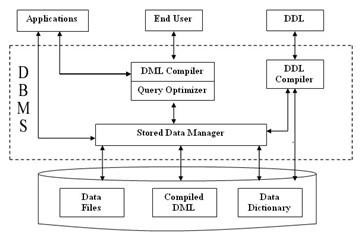 Applications
End User
DDL
DBMS
DML Compiler
Query Optimizer
DDL
Compiler
Stored Data Manager
Data
Files
Compiled
DML
Data
Dictionary